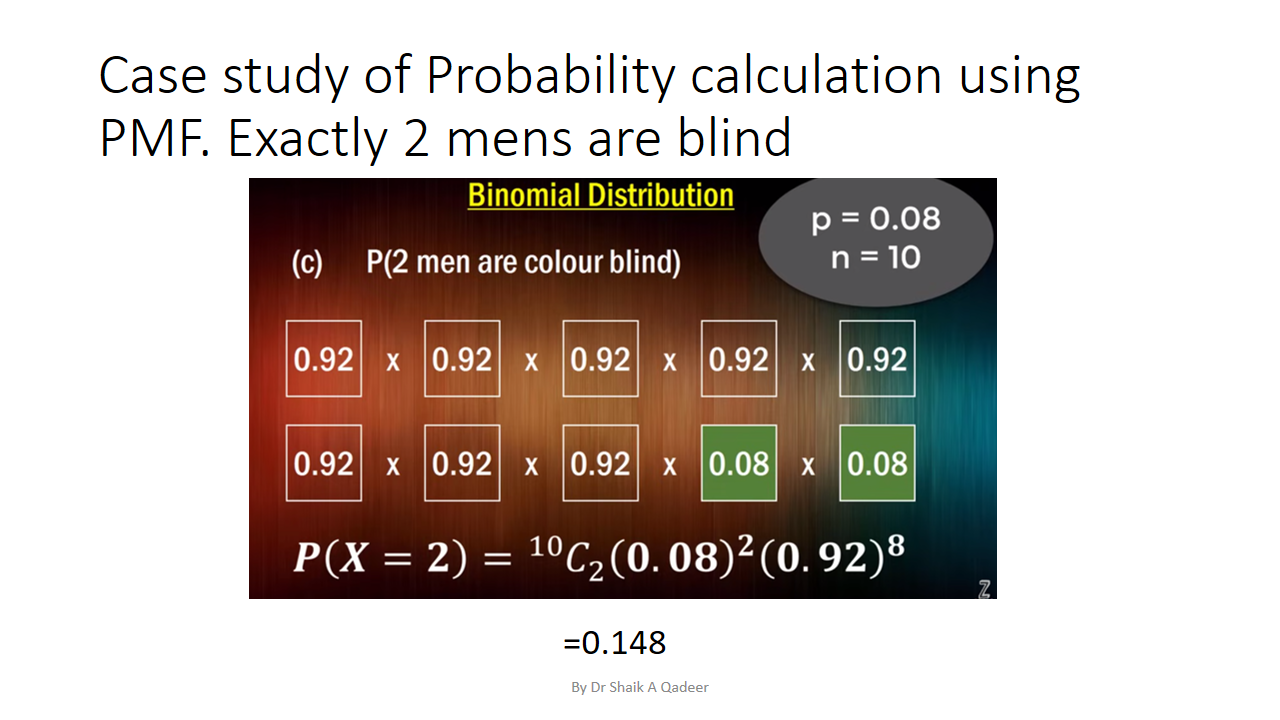 Case study of Probability calculation using
PMF. Exactly 2 mens are blind
Binomial Distribution
p = 0.08
n = 10
(c) P(2 men are colour blind)
0.92 x 0.92 x 0.92 x 0.92 x 0.92
0.92 x 0.92 x 0.92 x 0.08 x 0.08
P(X = 2) = ¹⁰C₂(0.08)²(0.92)⁸
Z
=0.148
By Dr Shaik A Qadeer